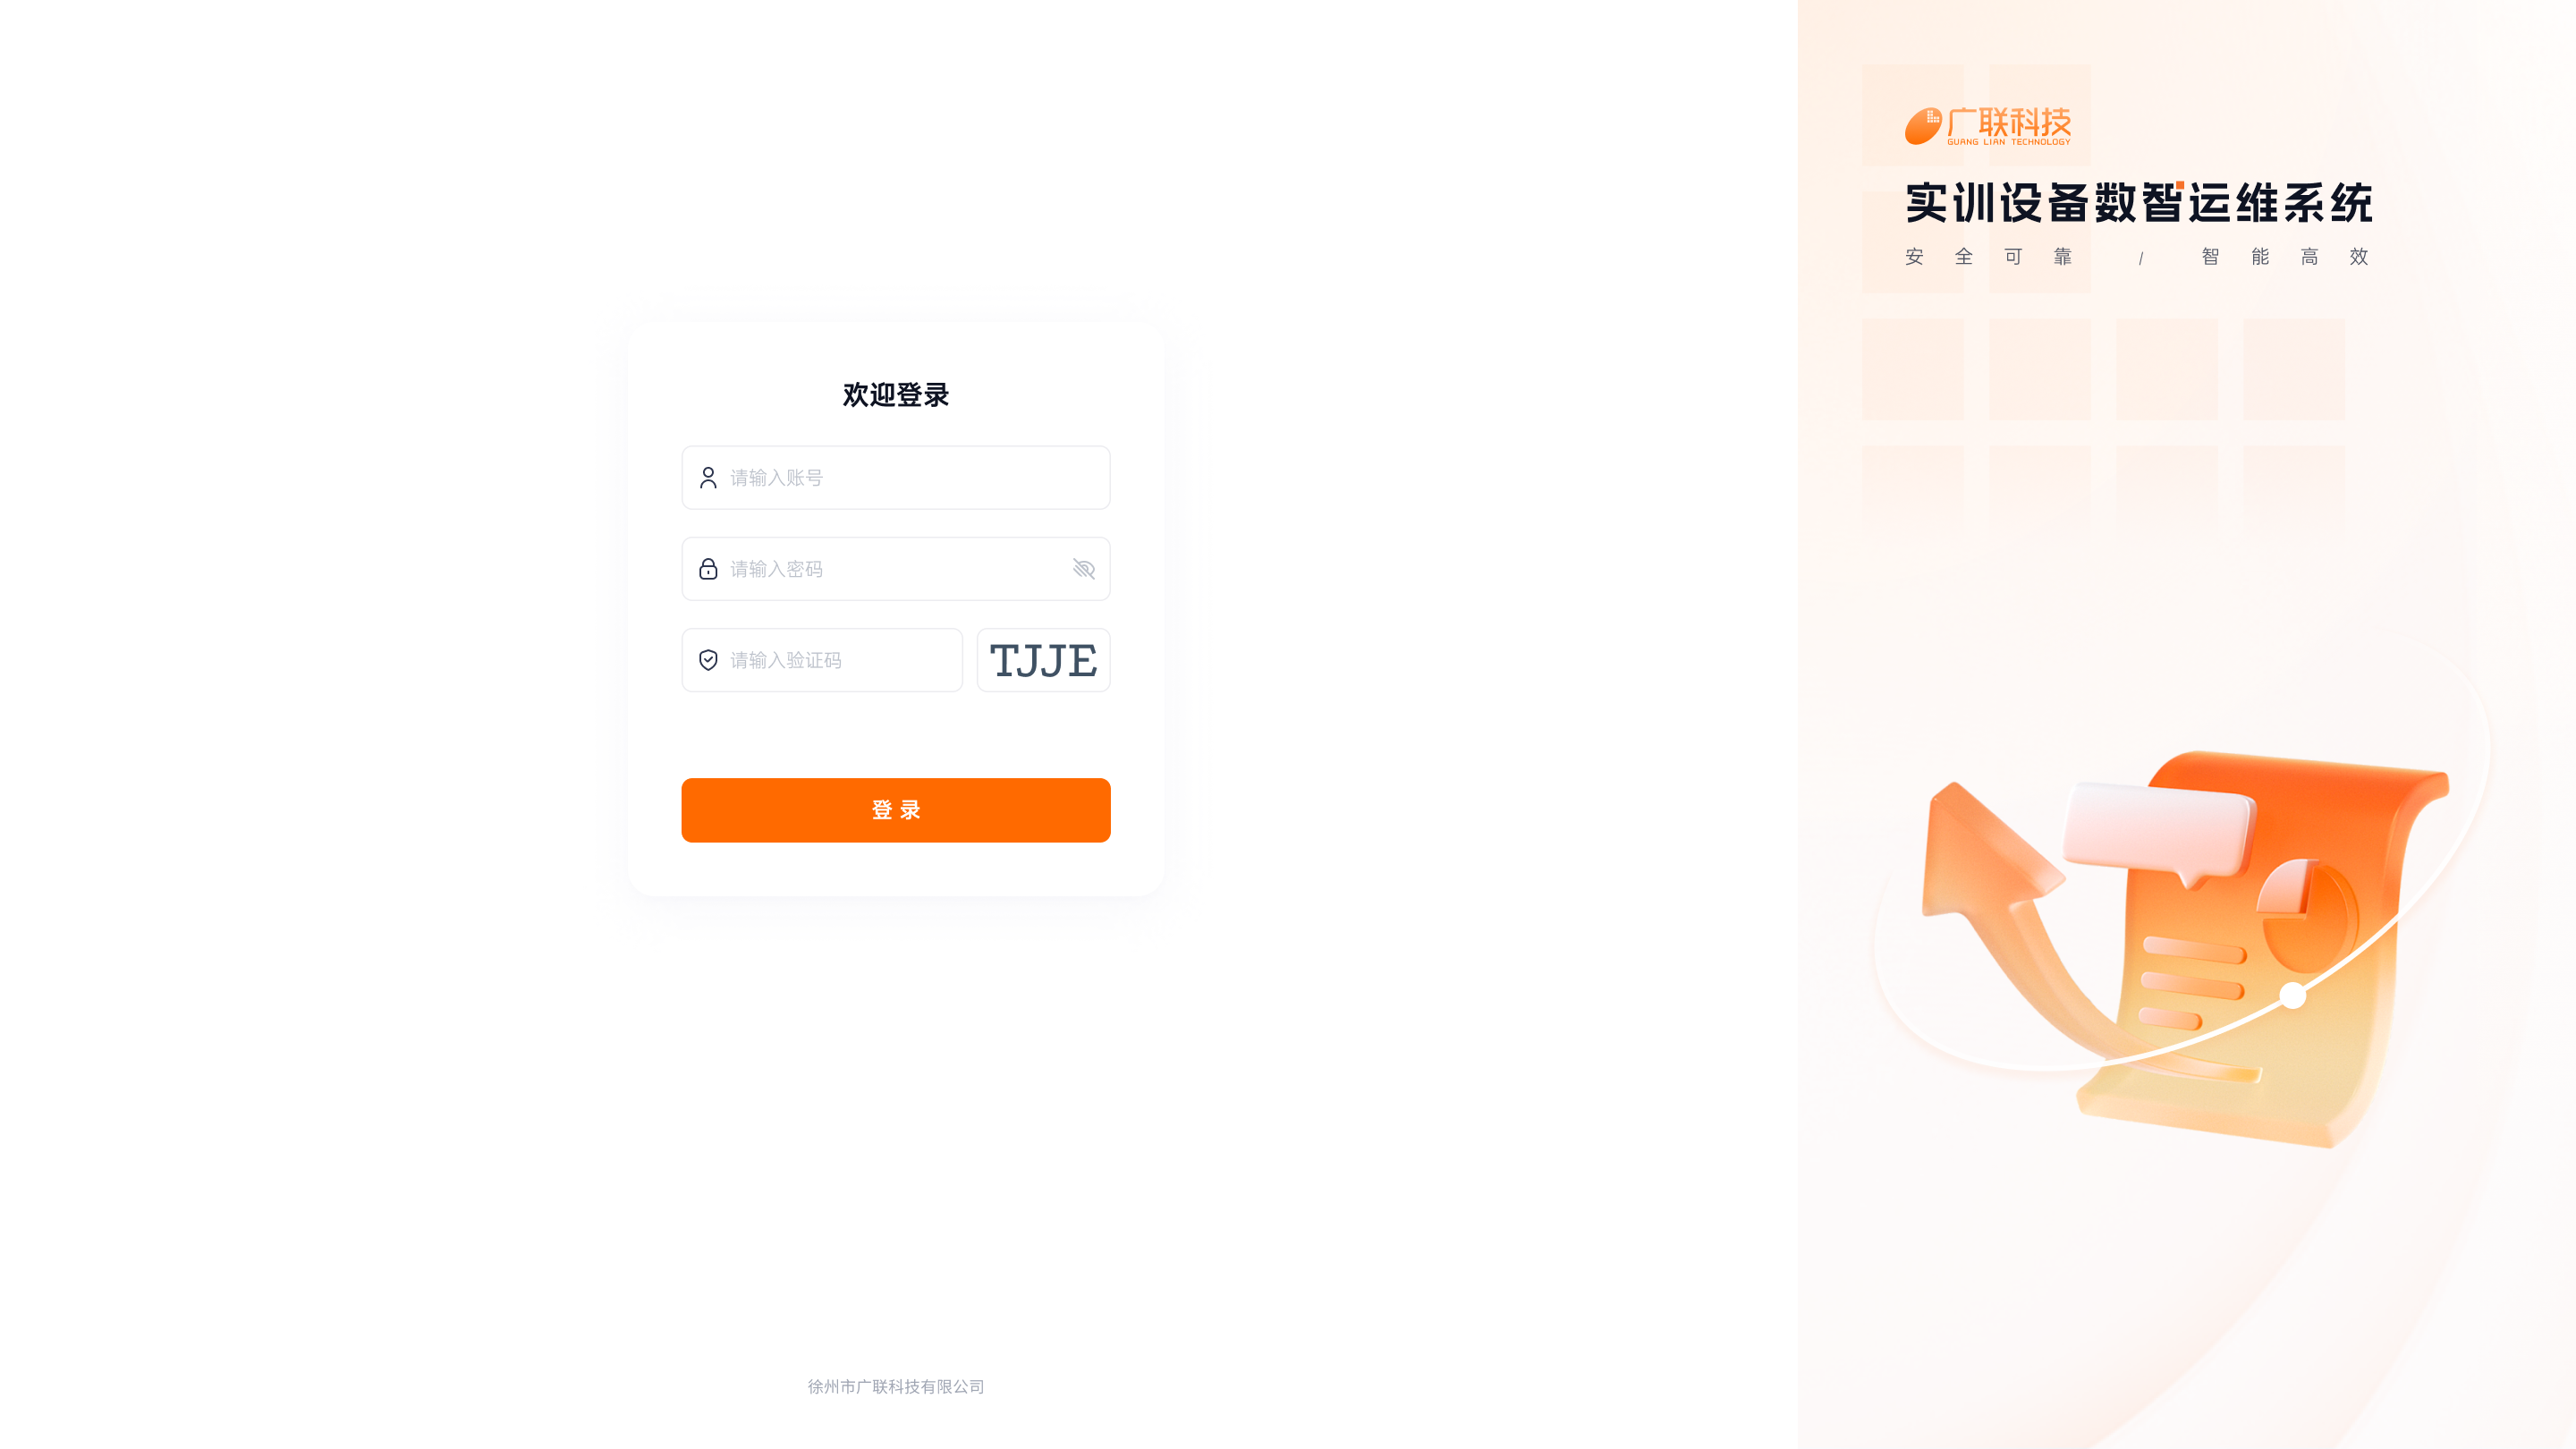 欢迎登录
请输入账号
请输入密码
请输入验证码
TJJE
登 录
徐州市广联科技有限公司
广联科技
GUANG LIAN TECHNOLOGY
实训设备数智运维系统
安全可靠 / 智能高效